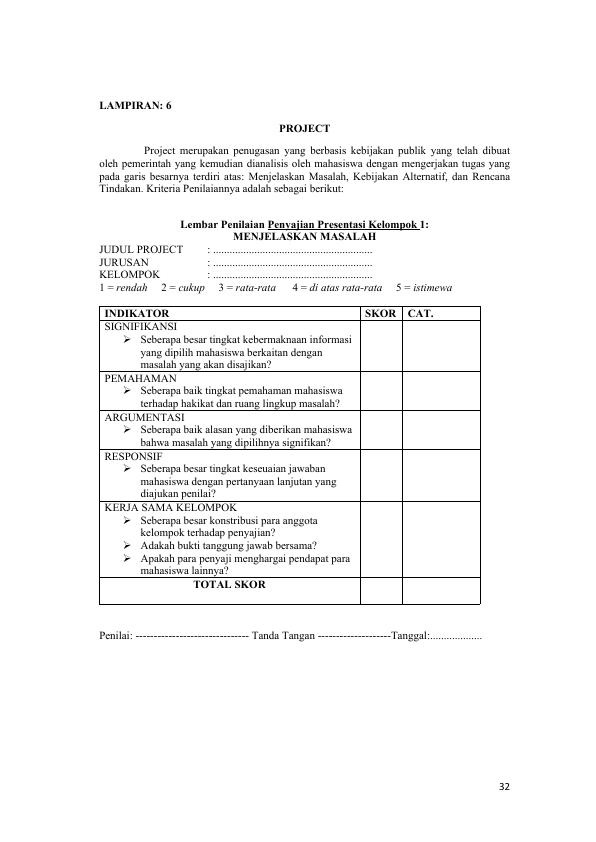 LAMPIRAN: 6
PROJECT
Project merupakan penugasan yang berbasis kebijakan publik yang telah dibuat
oleh pemerintah yang kemudian dianalisis oleh mahasiswa dengan mengerjakan tugas yang
pada garis besarnya terdiri atas: Menjelaskan Masalah, Kebijakan Alternatif, dan Rencana
Tindakan. Kriteria Penilaiannya adalah sebagai berikut:
Lembar Penilaian Penyajian Presentasi Kelompok 1:
MENJELASKAN MASALAH
JUDUL PROJECT : ..........................................................
JURUSAN : ..........................................................
KELOMPOK : ..........................................................
1 = rendah 2 = cukup 3 = rata-rata 4 = di atas rata-rata 5 = istimewa
INDIKATOR SKOR CAT.
SIGNIFIKANSI
➢ Seberapa besar tingkat kebermaknaan informasi
yang dipilih mahasiswa berkaitan dengan
masalah yang akan disajikan?
PEMAHAMAN
➢ Seberapa baik tingkat pemahaman mahasiswa
terhadap hakikat dan ruang lingkup masalah?
ARGUMENTASI
➢ Seberapa baik alasan yang diberikan mahasiswa
bahwa masalah yang dipilihnya signifikan?
RESPONSIF
➢ Seberapa besar tingkat keseuaian jawaban
mahasiswa dengan pertanyaan lanjutan yang
diajukan penilai?
KERJA SAMA KELOMPOK
➢ Seberapa besar konstribusi para anggota
kelompok terhadap penyajian?
➢ Adakah bukti tanggung jawab bersama?
➢ Apakah para penyaji menghargai pendapat para
mahasiswa lainnya?
TOTAL SKOR
Penilai: ------------------------------- Tanda Tangan --------------------Tanggal:..................
32